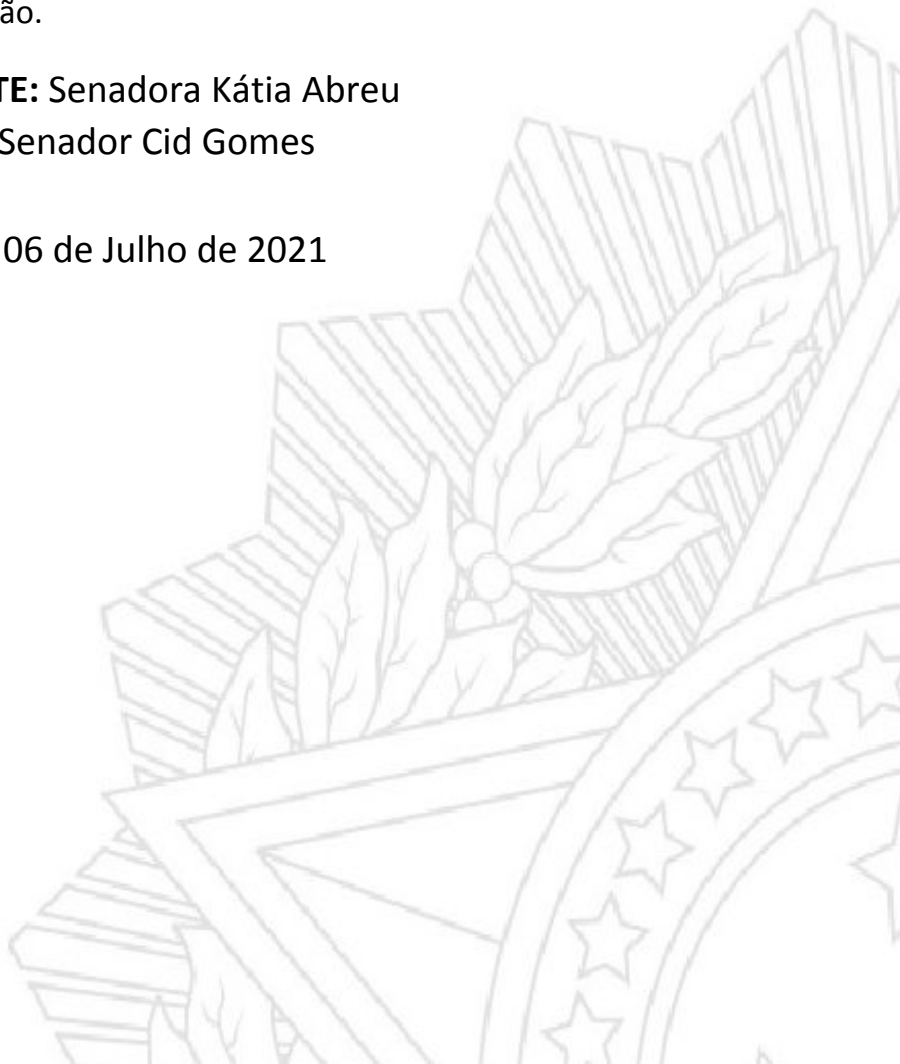 ão.
TE: Senadora Kátia Abreu
Senador Cid Gomes
06 de Julho de 2021